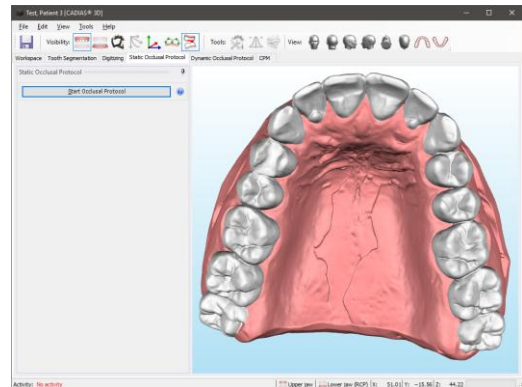 Test, Patient J [CADIAS® 3D]
File Edit View Tools Help
Visibility: Tools: View:
Workspace Tooth Segmentation Digitizing Static Occlusal Protocol Dynamic Occlusal Protocol CPM
Static Occlusal Protocol
Start Occlusal Protocol
Activity: No activity Upper jaw Lower jaw (RCP) X: 51.01 Y: -15.56 Z: 44.22